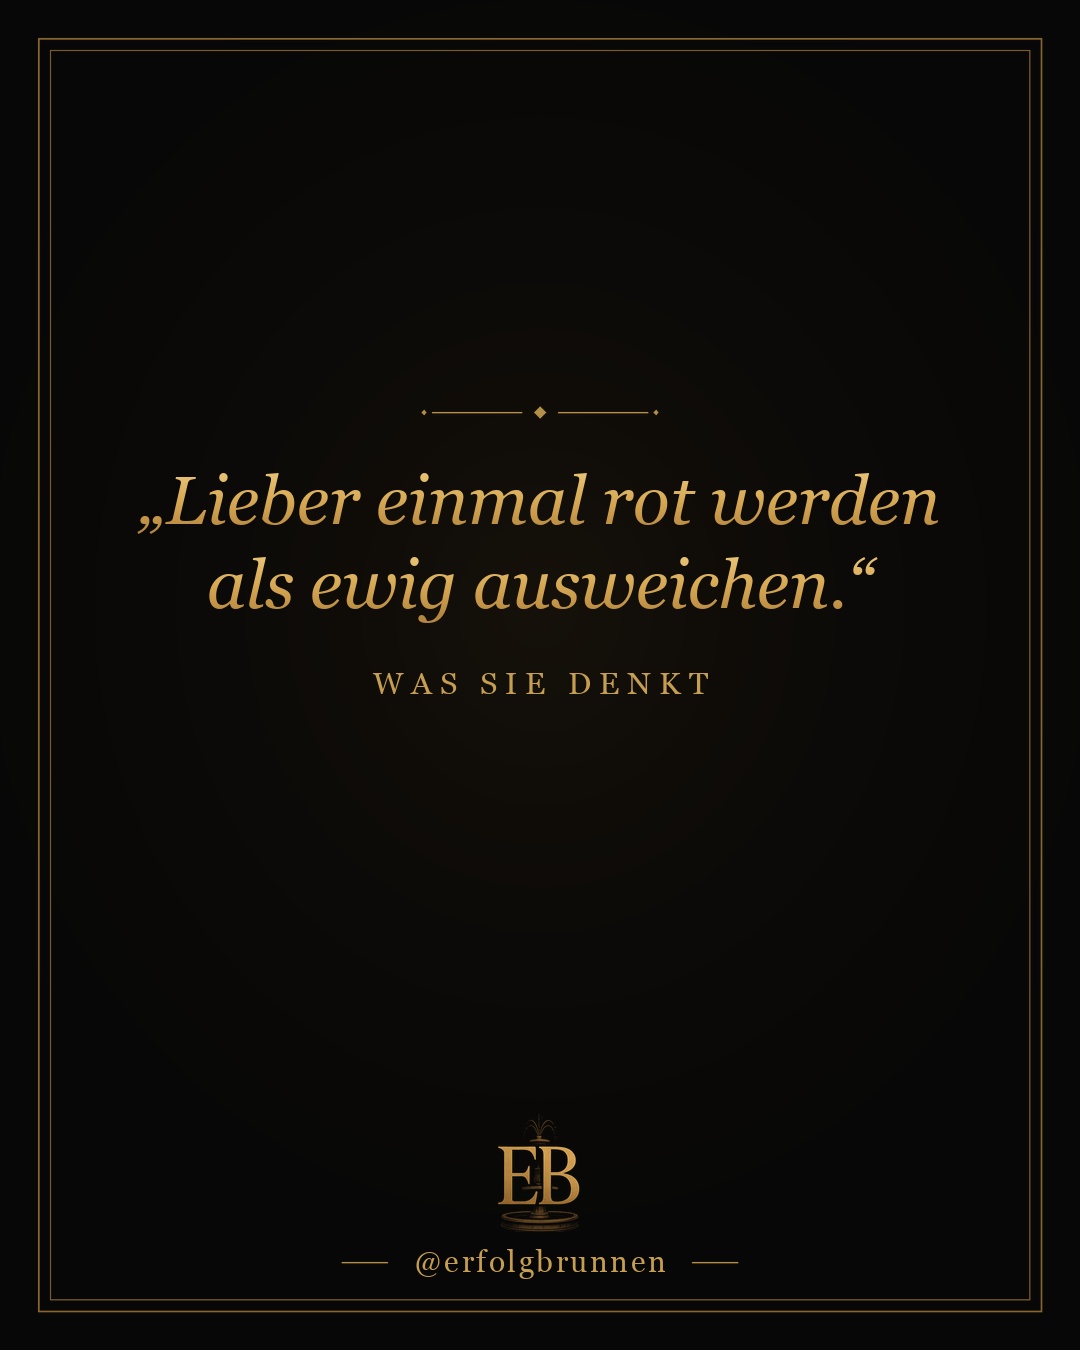 „Lieber einmal rot werden
als ewig ausweichen.“
WAS SIE DENKT
EB
@erfolgbrunnen